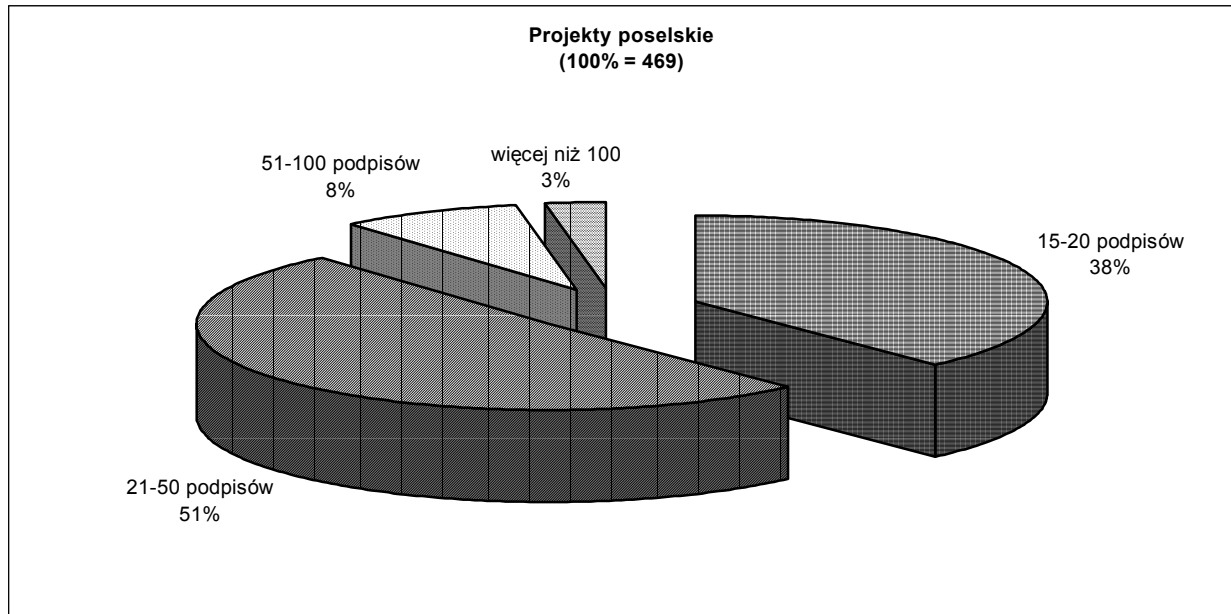 Projekty poselskie
(100% = 469)
więcej niż 100
3%
51-100 podpisów
8%
15-20 podpisów
38%
21-50 podpisów
51%